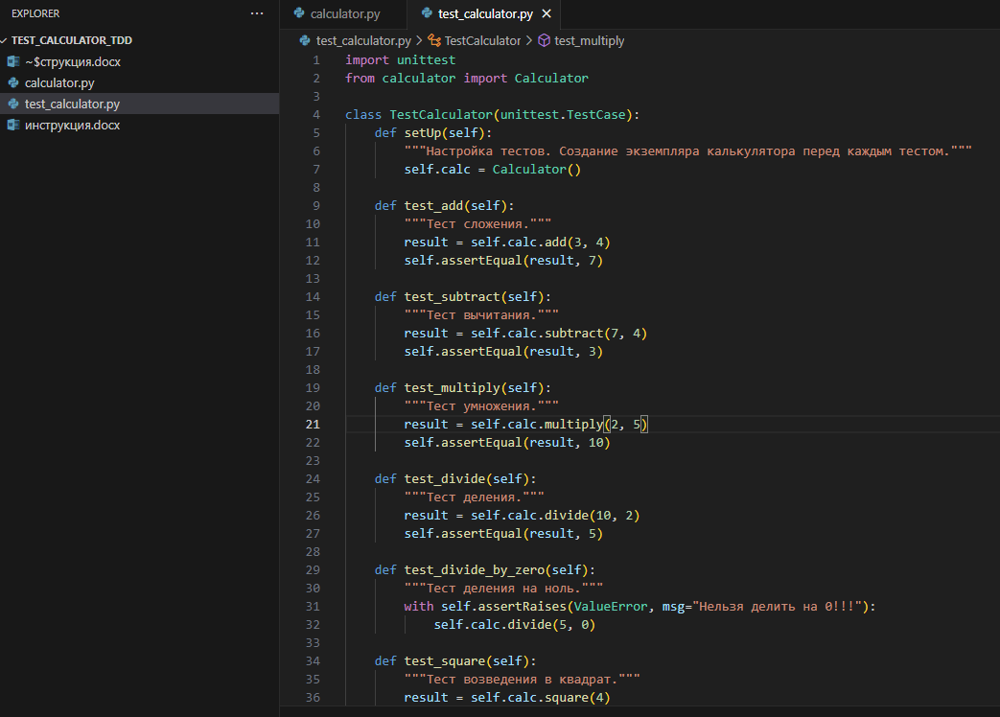 EXPLORER
TEST_CALCULATOR_TDD
~$струкция.docx
calculator.py
test_calculator.py
инструкция.docx
calculator.py
test_calculator.py
test_calculator.py > TestCalculator > test_multiply
1 import unittest
2 from calculator import Calculator
3
4 class TestCalculator(unittest.TestCase):
5 def setUp(self):
6 """Настройка тестов. Создание экземпляра калькулятора перед каждым тестом."""
7 self.calc = Calculator()
8
9 def test_add(self):
10 """Тест сложения."""
11 result = self.calc.add(3, 4)
12 self.assertEqual(result, 7)
13
14 def test_subtract(self):
15 """Тест вычитания."""
16 result = self.calc.subtract(7, 4)
17 self.assertEqual(result, 3)
18
19 def test_multiply(self):
20 """Тест умножения."""
21 result = self.calc.multiply(2, 5)
22 self.assertEqual(result, 10)
23
24 def test_divide(self):
25 """Тест деления."""
26 result = self.calc.divide(10, 2)
27 self.assertEqual(result, 5)
28
29 def test_divide_by_zero(self):
30 """Тест деления на ноль."""
31 with self.assertRaises(ValueError, msg="Нельзя делить на 0!!!"):
32 self.calc.divide(5, 0)
33
34 def test_square(self):
35 """Тест возведения в квадрат."""
36 result = self.calc.square(4)